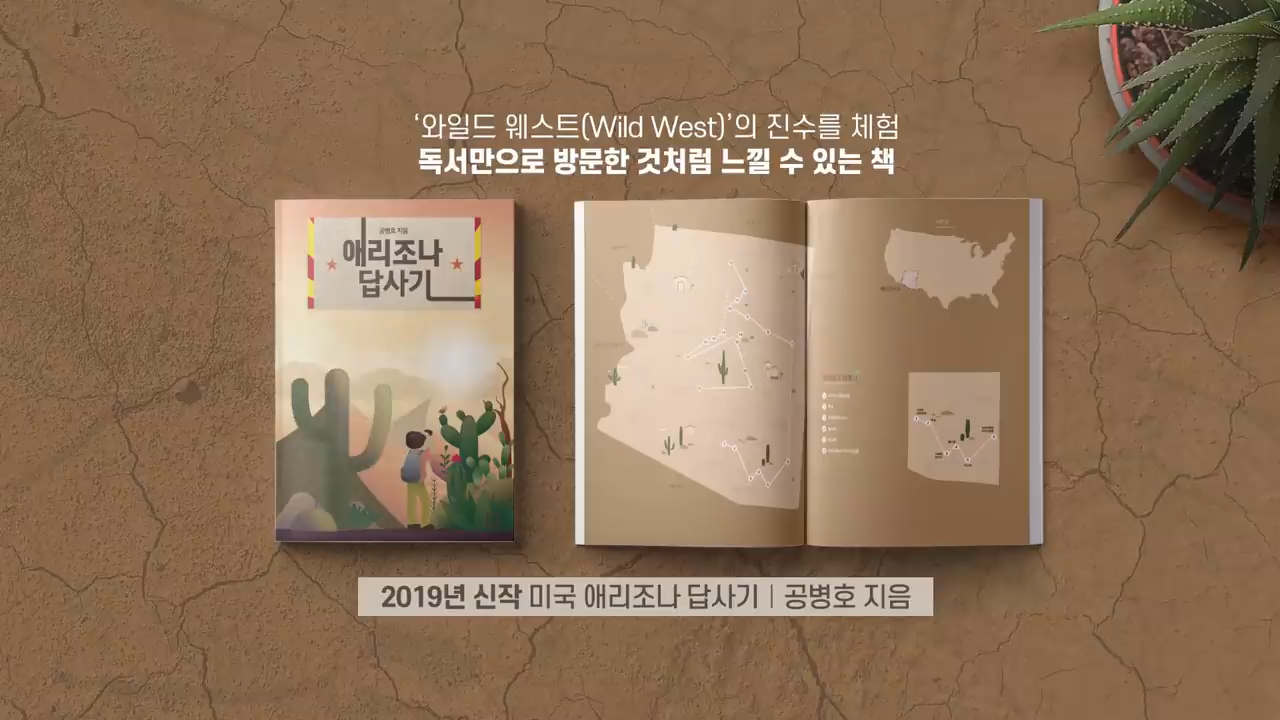 ‘와일드 웨스트(Wild West)’의 진수를 체험
독서만으로 방문한 것처럼 느낄 수 있는 책
공병호 지음
애리조나
답사기
2019년 신작 미국 애리조나 답사기 | 공병호 지음